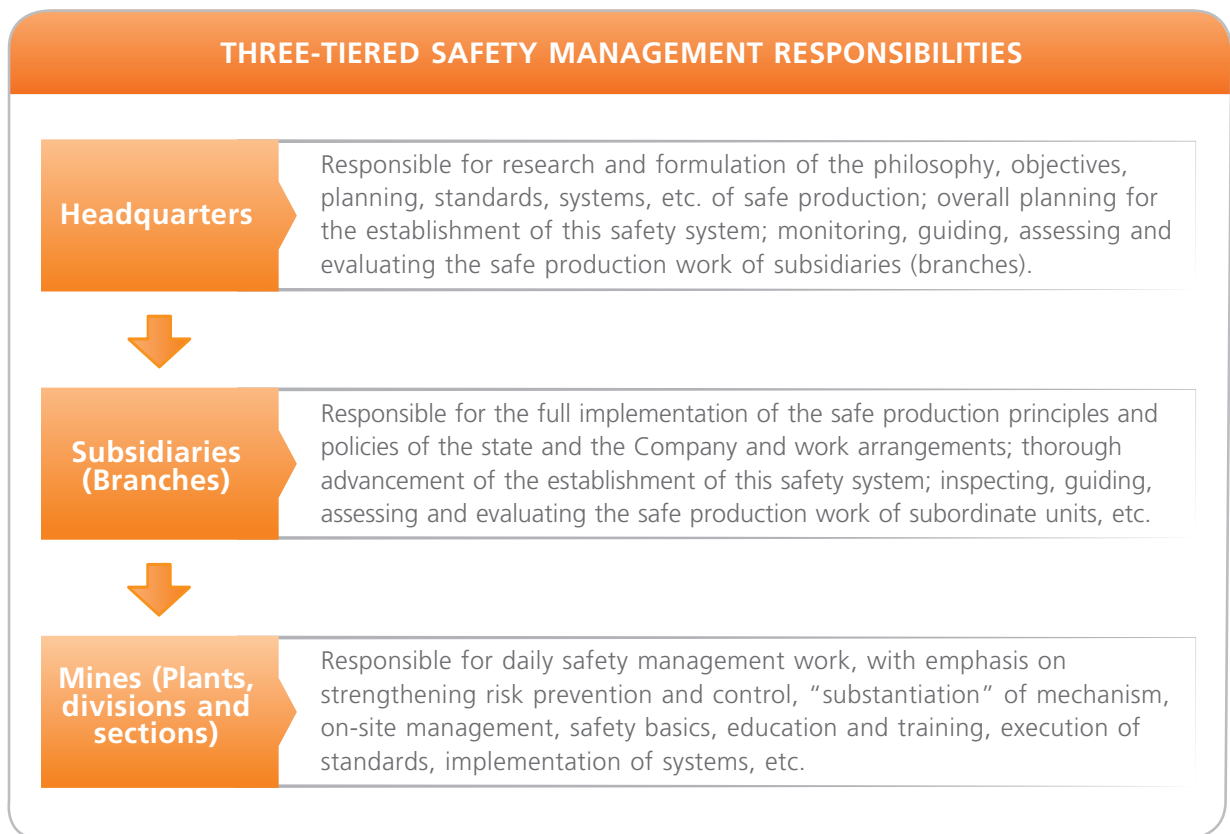 THREE-TIERED SAFETY MANAGEMENT RESPONSIBILITIES
Headquarters
Responsible for research and formulation of the philosophy, objectives,
planning, standards, systems, etc. of safe production; overall planning for
the establishment of this safety system; monitoring, guiding, assessing and
evaluating the safe production work of subsidiaries (branches).
Subsidiaries
(Branches)
Responsible for the full implementation of the safe production principles and
policies of the state and the Company and work arrangements; thorough
advancement of the establishment of this safety system; inspecting, guiding,
assessing and evaluating the safe production work of subordinate units, etc.
Mines (Plants,
divisions and
sections)
Responsible for daily safety management work, with emphasis on
strengthening risk prevention and control, “substantiation” of mechanism,
on-site management, safety basics, education and training, execution of
standards, implementation of systems, etc.